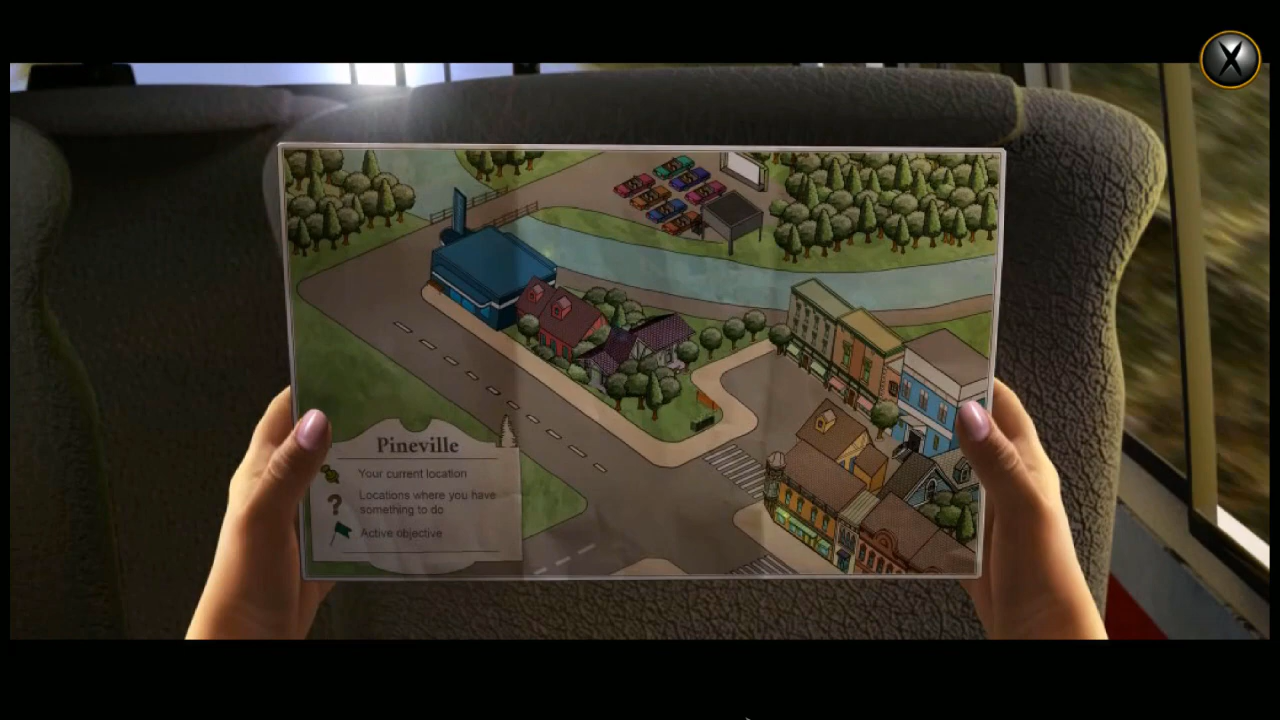 Pineville
Your current location
? Locations where you have
something to do
Active objective